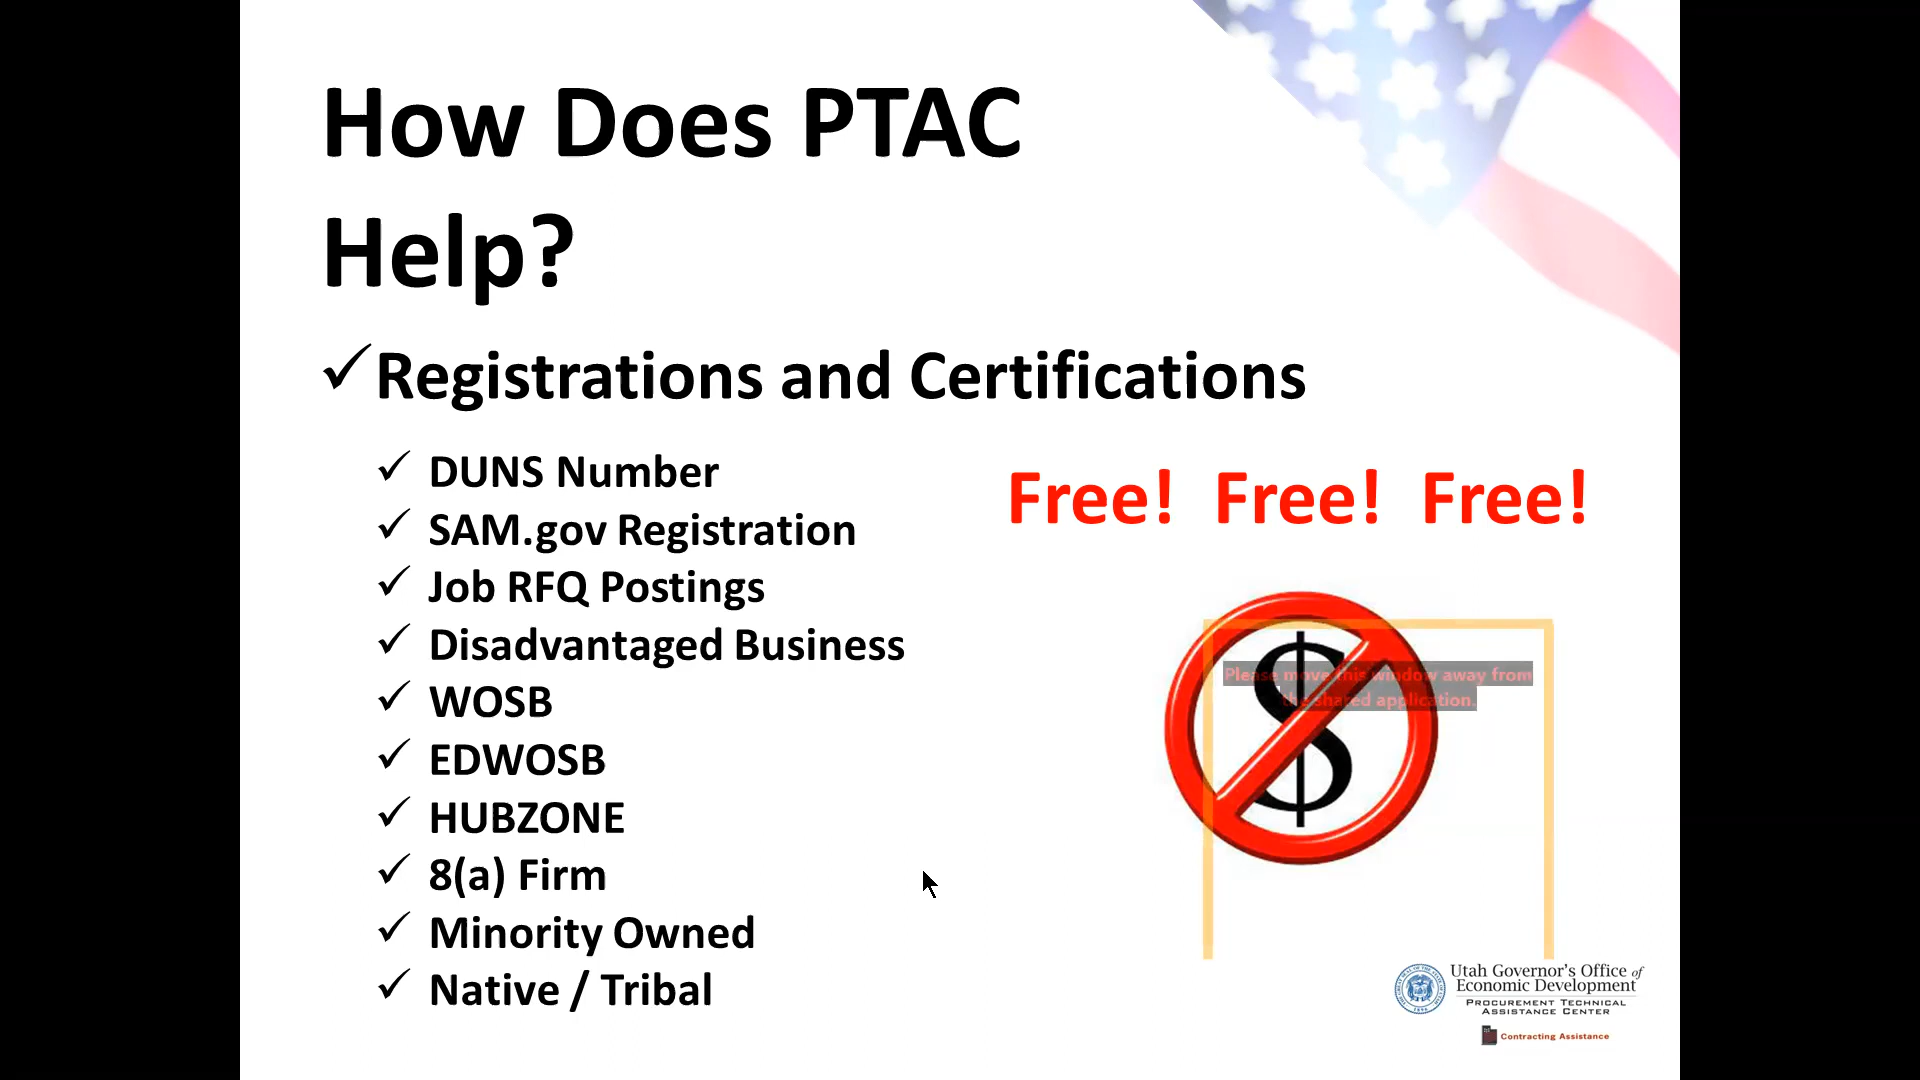 How Does PTAC
Help?
Registrations and Certifications
DUNS Number
SAM.gov Registration
Job RFQ Postings
Disadvantaged Business
WOSB
EDWOSB
HUBZONE
8(a) Firm
Minority Owned
Native / Tribal
Free! Free! Free!
$
Please move this window away from
the shared application.
Utah Governor's Office of
Economic Development
PROCUREMENT TECHNICAL
ASSISTANCE CENTER
Contracting Assistance